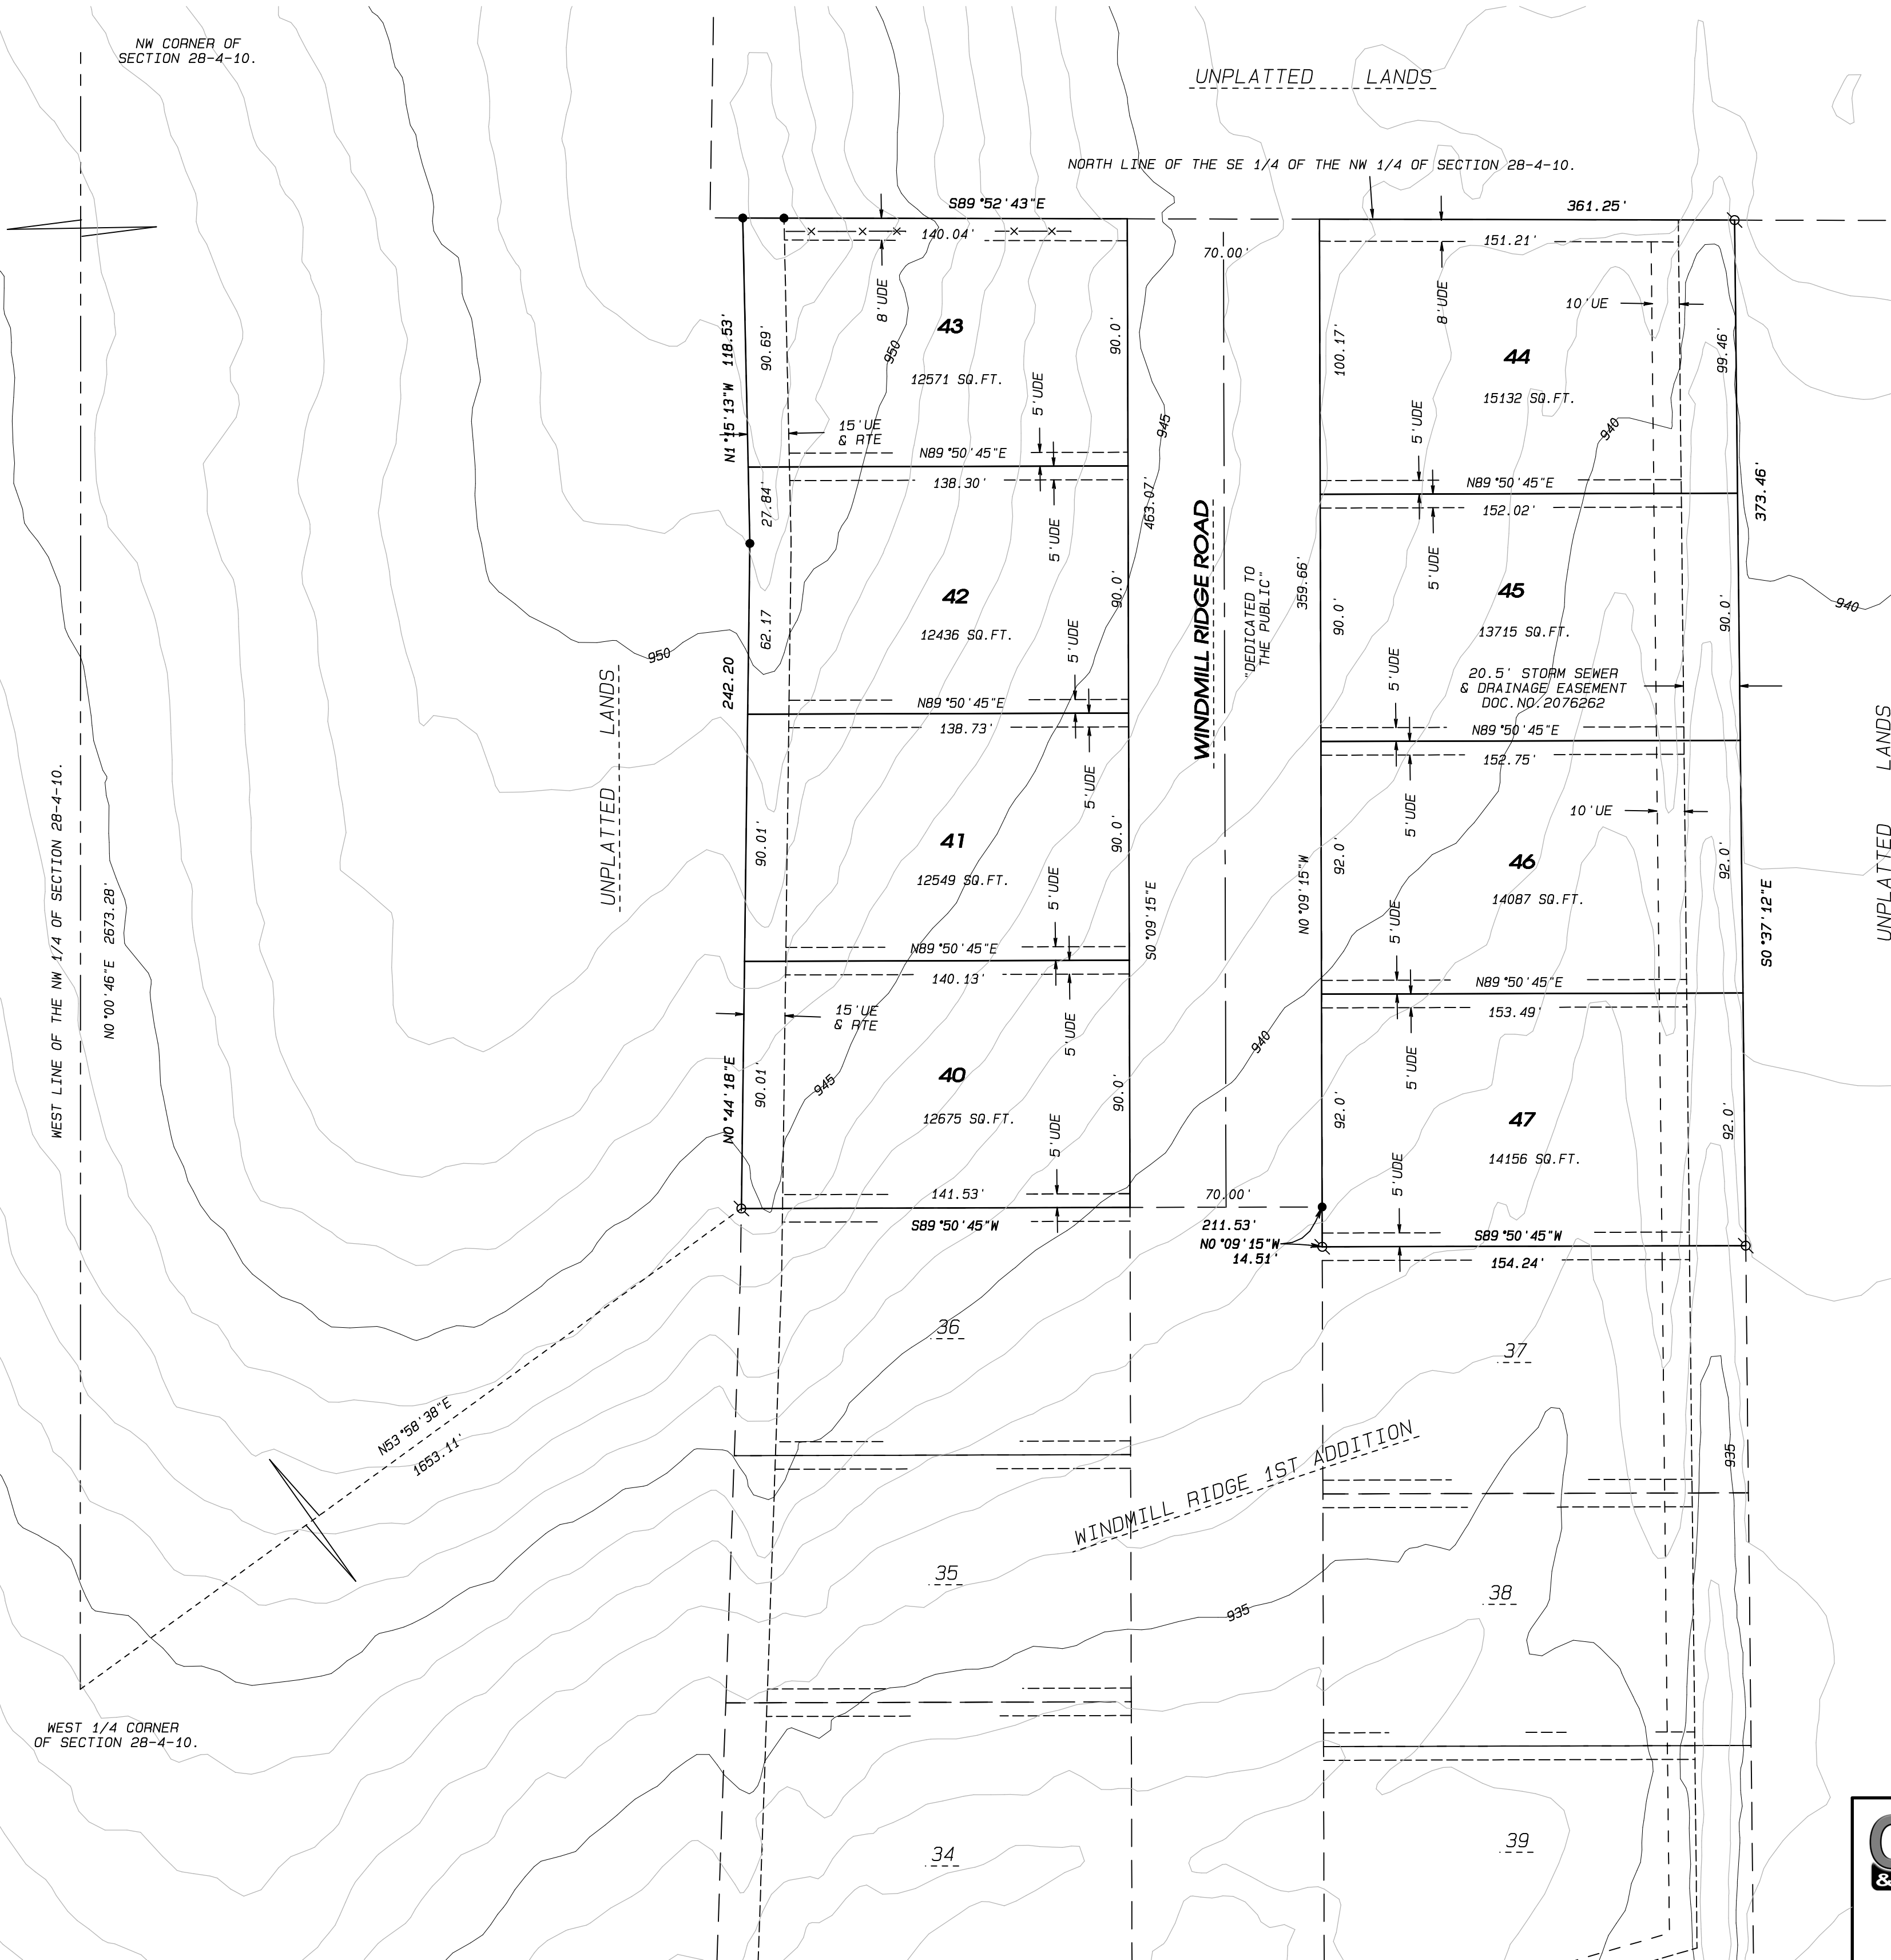 NW CORNER OF
SECTION 28-4-10.
UNPLATTED LANDS
NORTH LINE OF THE SE 1/4 OF THE NW 1/4 OF SECTION 28-4-10.
S89°52'43"E
361.25'
140.04'
70.00'
151.21'
8'UDE
8'UDE
10'UE
N1°15'13"W 118.53'
90.69'
43
12571 SQ.FT.
90.0'
950
100.17'
44
15132 SQ.FT.
99.46'
15'UE
& RTE
5'UDE
945
5'UDE
940
N89°50'45"E
138.30'
27.84'
5'UDE
463.07'
N89°50'45"E
152.02'
5'UDE
373.46'
WINDMILL RIDGE ROAD
"DEDICATED TO
THE PUBLIC"
359.66'
42
12436 SQ.FT.
62.17
90.0'
950
242.20
5'UDE
45
13715 SQ.FT.
90.0'
90.0'
940
20.5' STORM SEWER
& DRAINAGE EASEMENT
DOC.NO.2076262
5'UDE
N89°50'45"E
138.73'
5'UDE
N89°50'45"E
152.75'
5'UDE
10'UE
UNPLATTED LANDS
UNPLATTED LANDS
41
12549 SQ.FT.
90.01'
90.0'
5'UDE
46
14087 SQ.FT.
92.0'
92.0'
5'UDE
WEST LINE OF THE NW 1/4 OF SECTION 28-4-10.
N0°00'46"E 2673.28'
S0°09'15"E
N0°09'15"W
S0°37'12"E
N89°50'45"E
140.13'
5'UDE
N89°50'45"E
153.49'
5'UDE
15'UE
& RTE
940
N0°44'18"E
90.01'
945
40
12675 SQ.FT.
90.0'
5'UDE
92.0'
47
14156 SQ.FT.
92.0'
5'UDE
141.53'
S89°50'45"W
70.00'
211.53'
N0°09'15"W
14.51'
S89°50'45"W
154.24'
36
37
N53°58'38"E
1653.11'
WINDMILL RIDGE 1ST ADDITION
935
35
38
935
WEST 1/4 CORNER
OF SECTION 28-4-10.
34
39
&